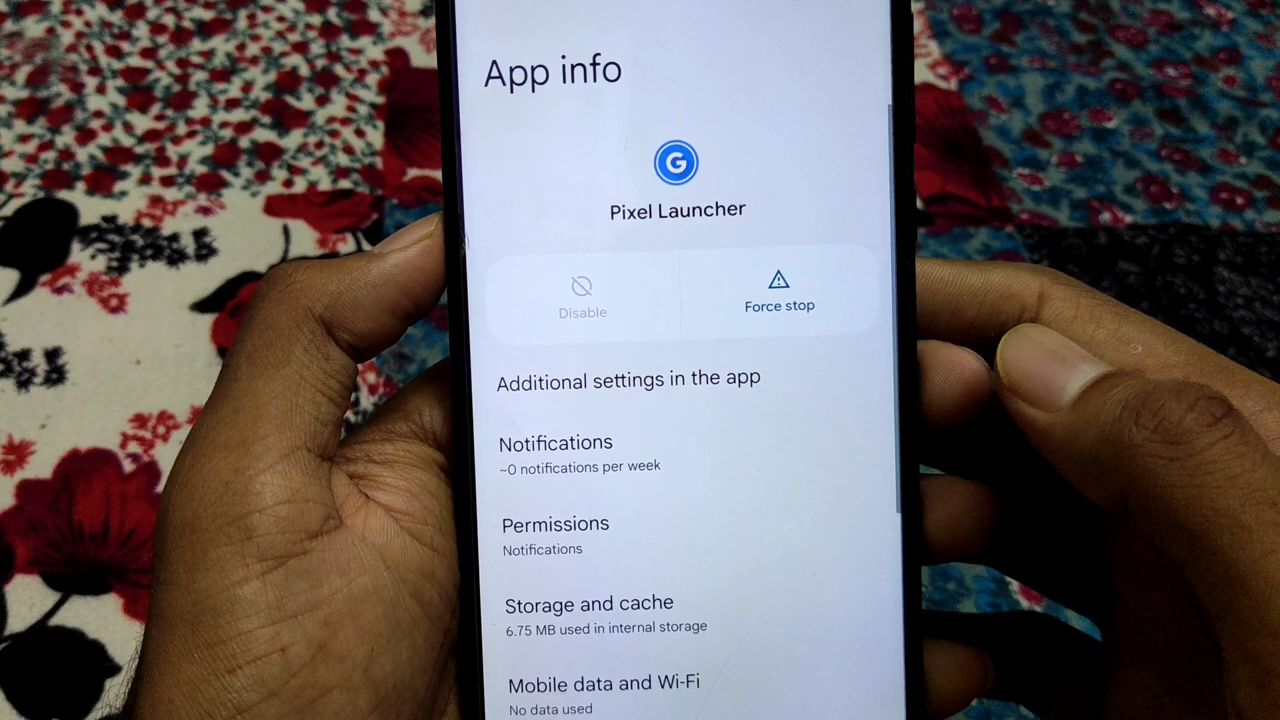 App info
G
Pixel Launcher
Disable
Force stop
Additional settings in the app
Notifications
~0 notifications per week
Permissions
Notifications
Storage and cache
6.75 MB used in internal storage
Mobile data and Wi-Fi
No data used